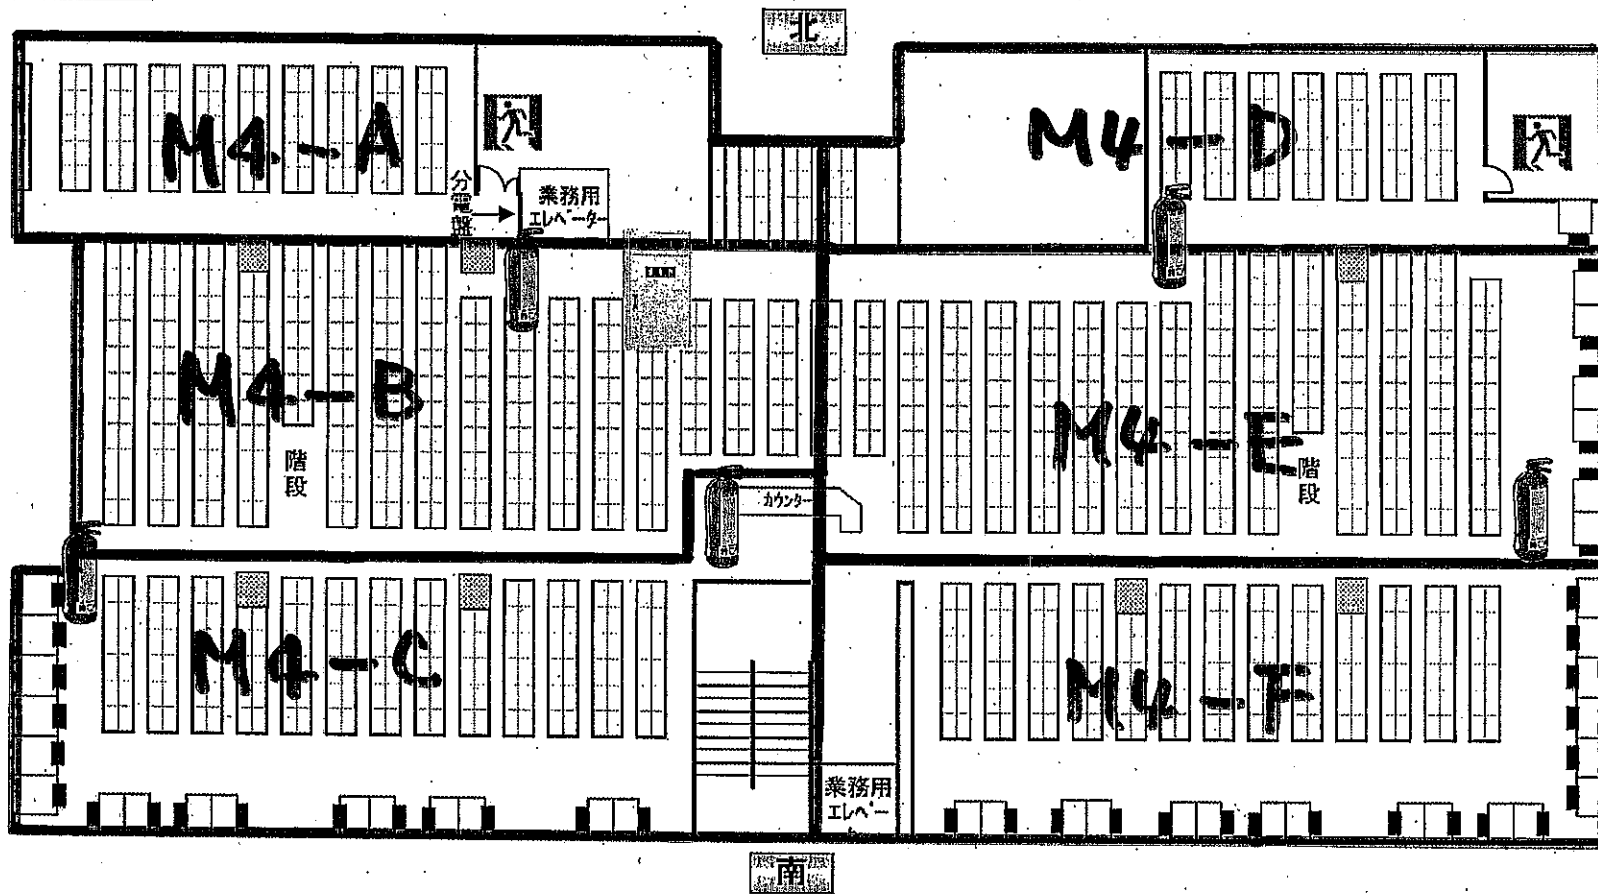 北
M4-A
M4-D
分電盤
業務用
エレベーター
M4-B
M4-E
階段
階段
カウンター
M4-C
M4-F
業務用
エレベー
南